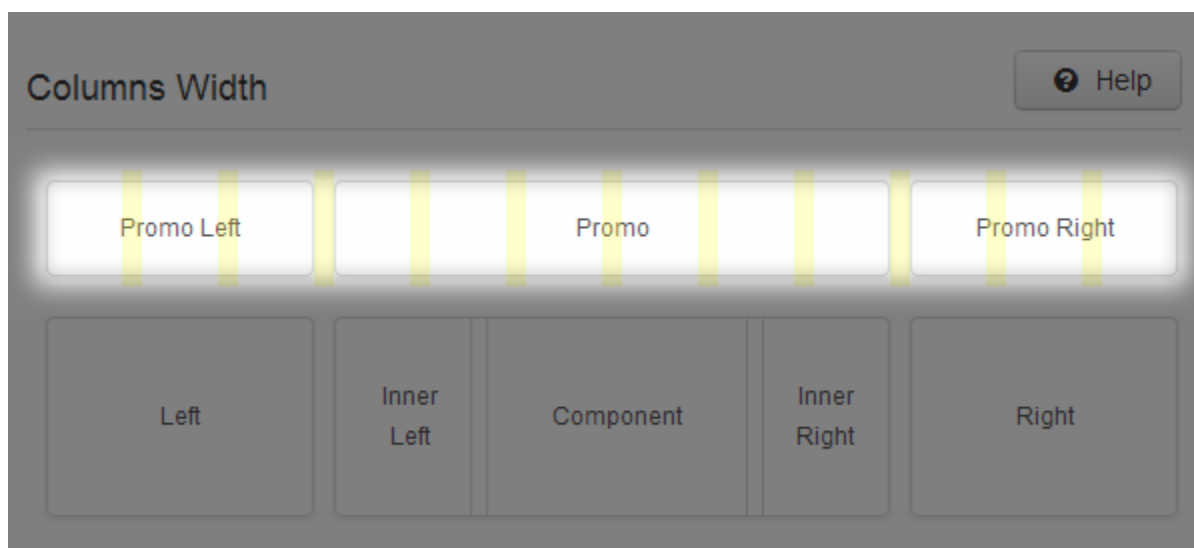 Columns Width
Help
Promo Left
Promo
Promo Right
Left
Inner
Left
Component
Inner
Right
Right